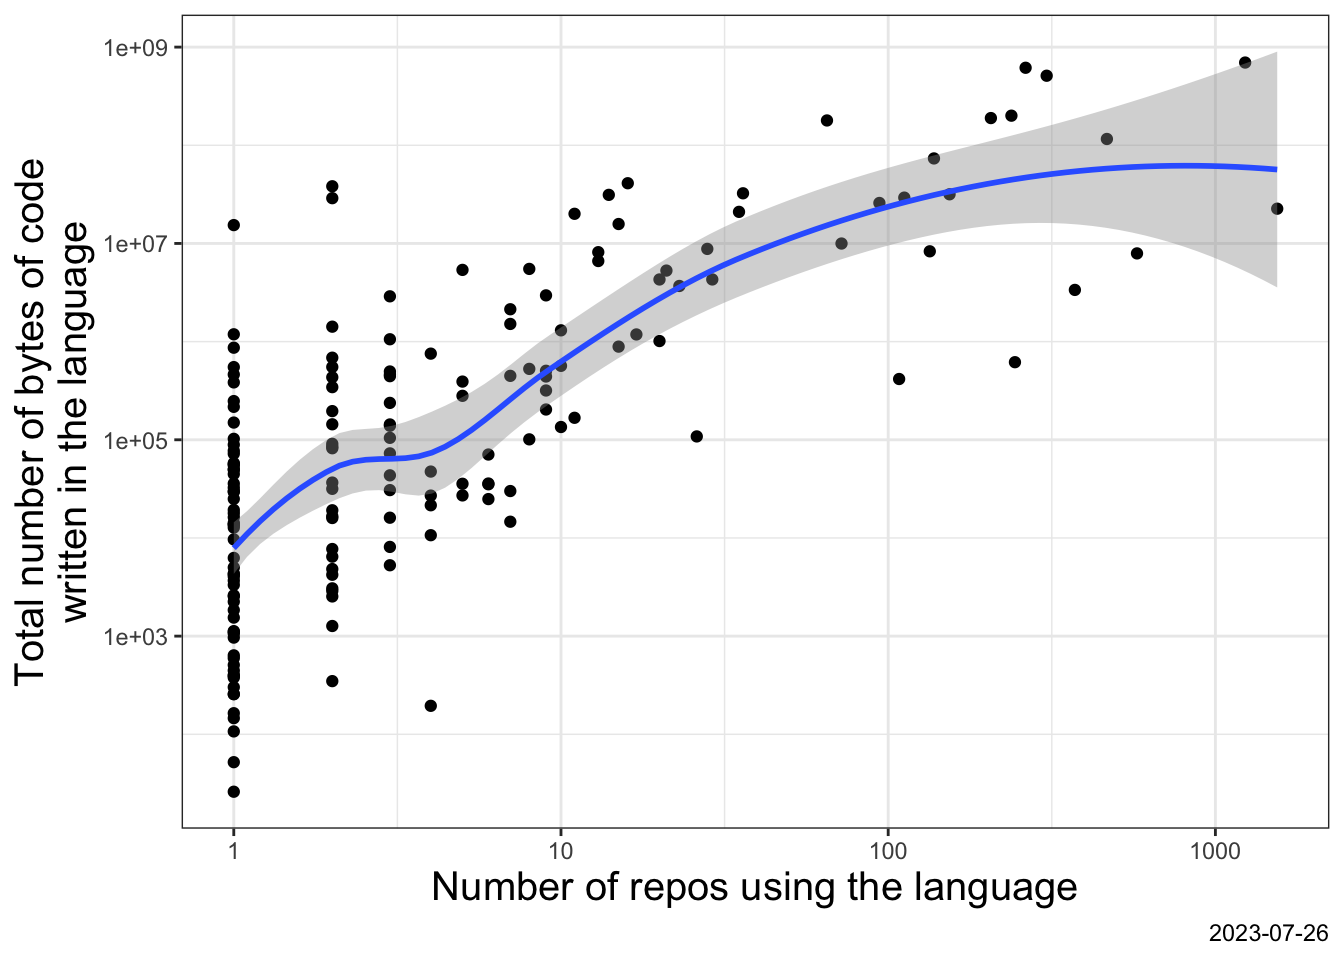 Total number of bytes of code
written in the language
1e+09
1e+07
1e+05
1e+03
1 10 100 1000
Number of repos using the language
2023-07-26